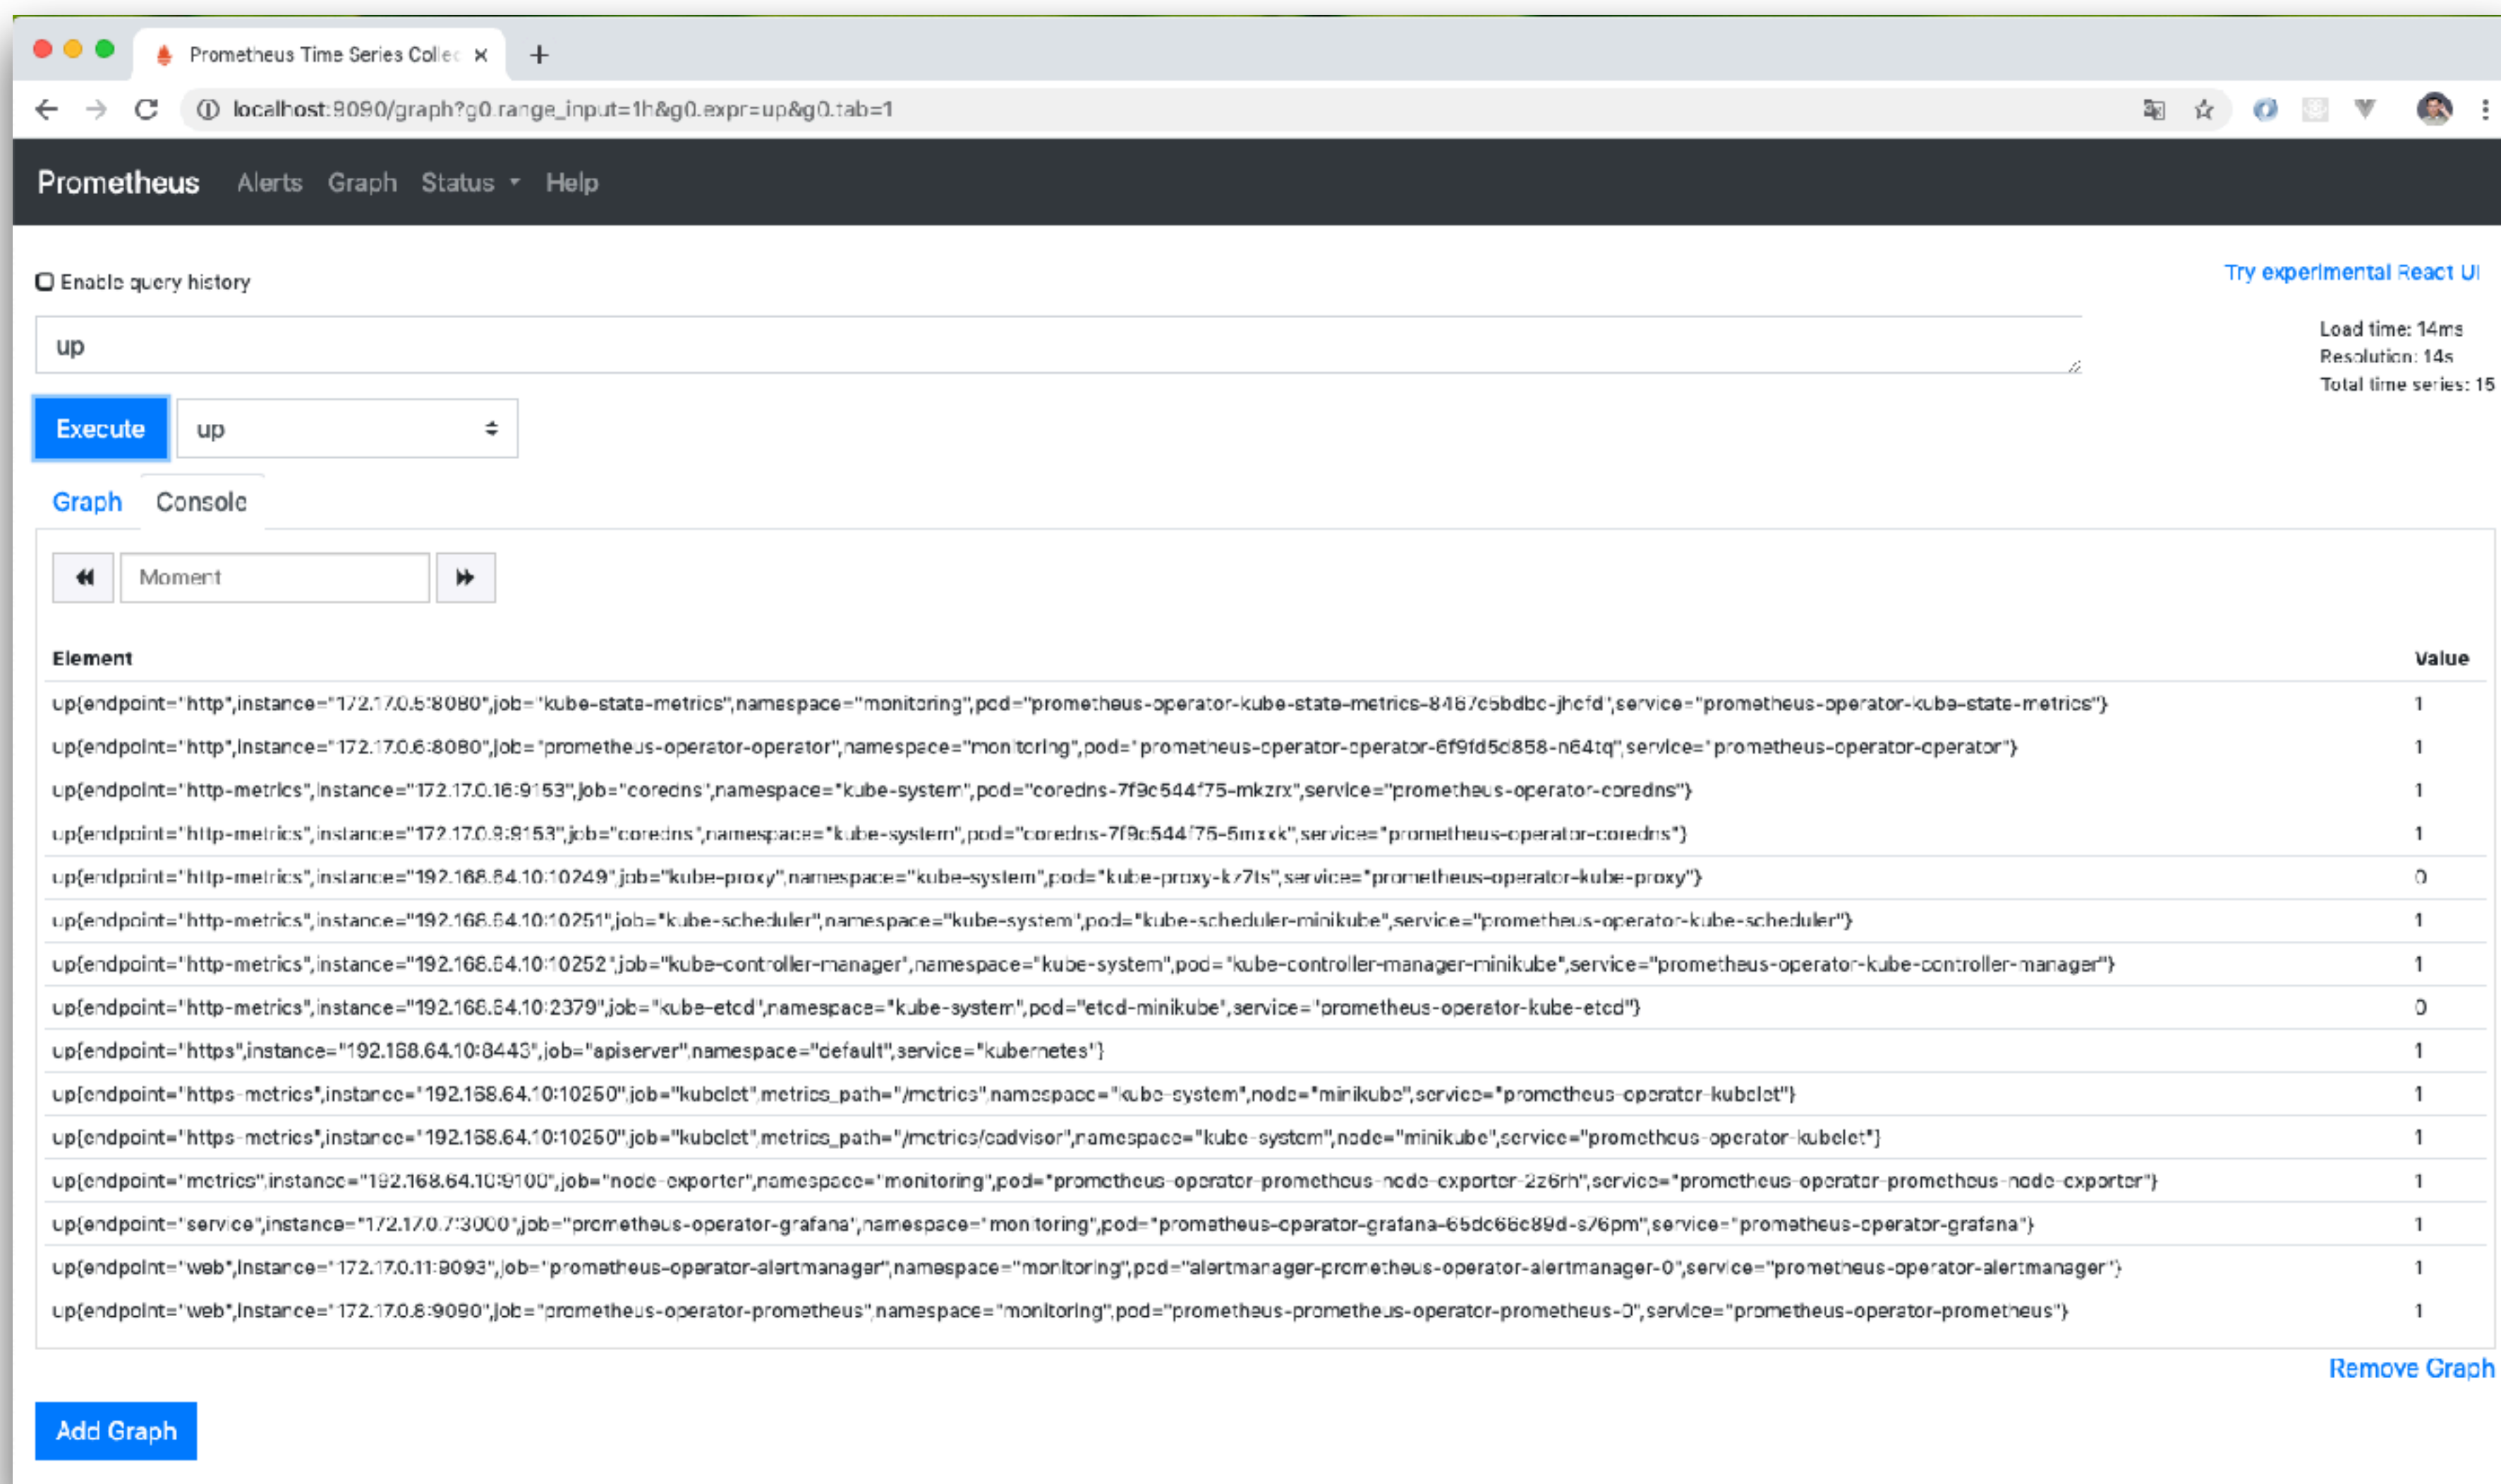 Prometheus Time Series Collec
localhost:9090/graph?g0.range_input=1h&g0.expr=up&g0.tab=1
Prometheus Alerts Graph Status Help
Enable query history
Try experimental React UI
up
Load time: 14ms
Resolution: 14s
Total time series: 15
Execute up
Graph Console
Moment
Element Value
up{endpoint="http",instance="172.17.0.5:8080",job="kube-state-metrics",namespace="monitoring",pod="prometheus-operator-kube-state-metrics-8467c5bdbc-jhcfd",service="prometheus-operator-kube-state-metrics"} 1
up{endpoint="http",instance="172.17.0.6:8080",job="prometheus-operator-operator",namespace="monitoring",pod="prometheus-operator-operator-6f9fd5d858-n64tq",service="prometheus-operator-operator"} 1
up{endpoint="http-metrics",instance="172.17.0.16:9153",job="coredns",namespace="kube-system",pod="coredns-7f9c544f75-mkzrx",service="prometheus-operator-coredns"} 1
up{endpoint="http-metrics",instance="172.17.0.9:9153",job="coredns",namespace="kube-system",pod="coredns-7f9c544f75-5mxxk",service="prometheus-operator-coredns"} 1
up{endpoint="http-metrics",instance="192.168.64.10:10249",job="kube-proxy",namespace="kube-system",pod="kube-proxy-kz7ts",service="prometheus-operator-kube-proxy"} 0
up{endpoint="http-metrics",instance="192.168.64.10:10251",job="kube-scheduler",namespace="kube-system",pod="kube-scheduler-minikube",service="prometheus-operator-kube-scheduler"} 1
up{endpoint="http-metrics",instance="192.168.64.10:10252",job="kube-controller-manager",namespace="kube-system",pod="kube-controller-manager-minikube",service="prometheus-operator-kube-controller-manager"} 1
up{endpoint="http-metrics",instance="192.168.64.10:2379",job="kube-etcd",namespace="kube-system",pod="etcd-minikube",service="prometheus-operator-kube-etcd"} 0
up{endpoint="https",instance="192.168.64.10:8443",job="apiserver",namespace="default",service="kubernetes"} 1
up{endpoint="https-metrics",instance="192.168.64.10:10250",job="kubelet",metrics_path="/metrics",namespace="kube-system",node="minikube",service="prometheus-operator-kubelet"} 1
up{endpoint="https-metrics",instance="192.168.64.10:10250",job="kubelet",metrics_path="/metrics/cadvisor",namespace="kube-system",node="minikube",service="prometheus-operator-kubelet"} 1
up{endpoint="metrics",instance="192.168.64.10:9100",job="node-exporter",namespace="monitoring",pod="prometheus-operator-prometheus-node-exporter-2z6rh",service="prometheus-operator-prometheus-node-exporter"} 1
up{endpoint="service",instance="172.17.0.7:3000",job="prometheus-operator-grafana",namespace="monitoring",pod="prometheus-operator-grafana-65dc66c89d-s76pm",service="prometheus-operator-grafana"} 1
up{endpoint="web",instance="172.17.0.11:9093",job="prometheus-operator-alertmanager",namespace="monitoring",pod="alertmanager-prometheus-operator-alertmanager-0",service="prometheus-operator-alertmanager"} 1
up{endpoint="web",instance="172.17.0.8:9090",job="prometheus-operator-prometheus",namespace="monitoring",pod="prometheus-prometheus-operator-prometheus-0",service="prometheus-operator-prometheus"} 1
Remove Graph
Add Graph